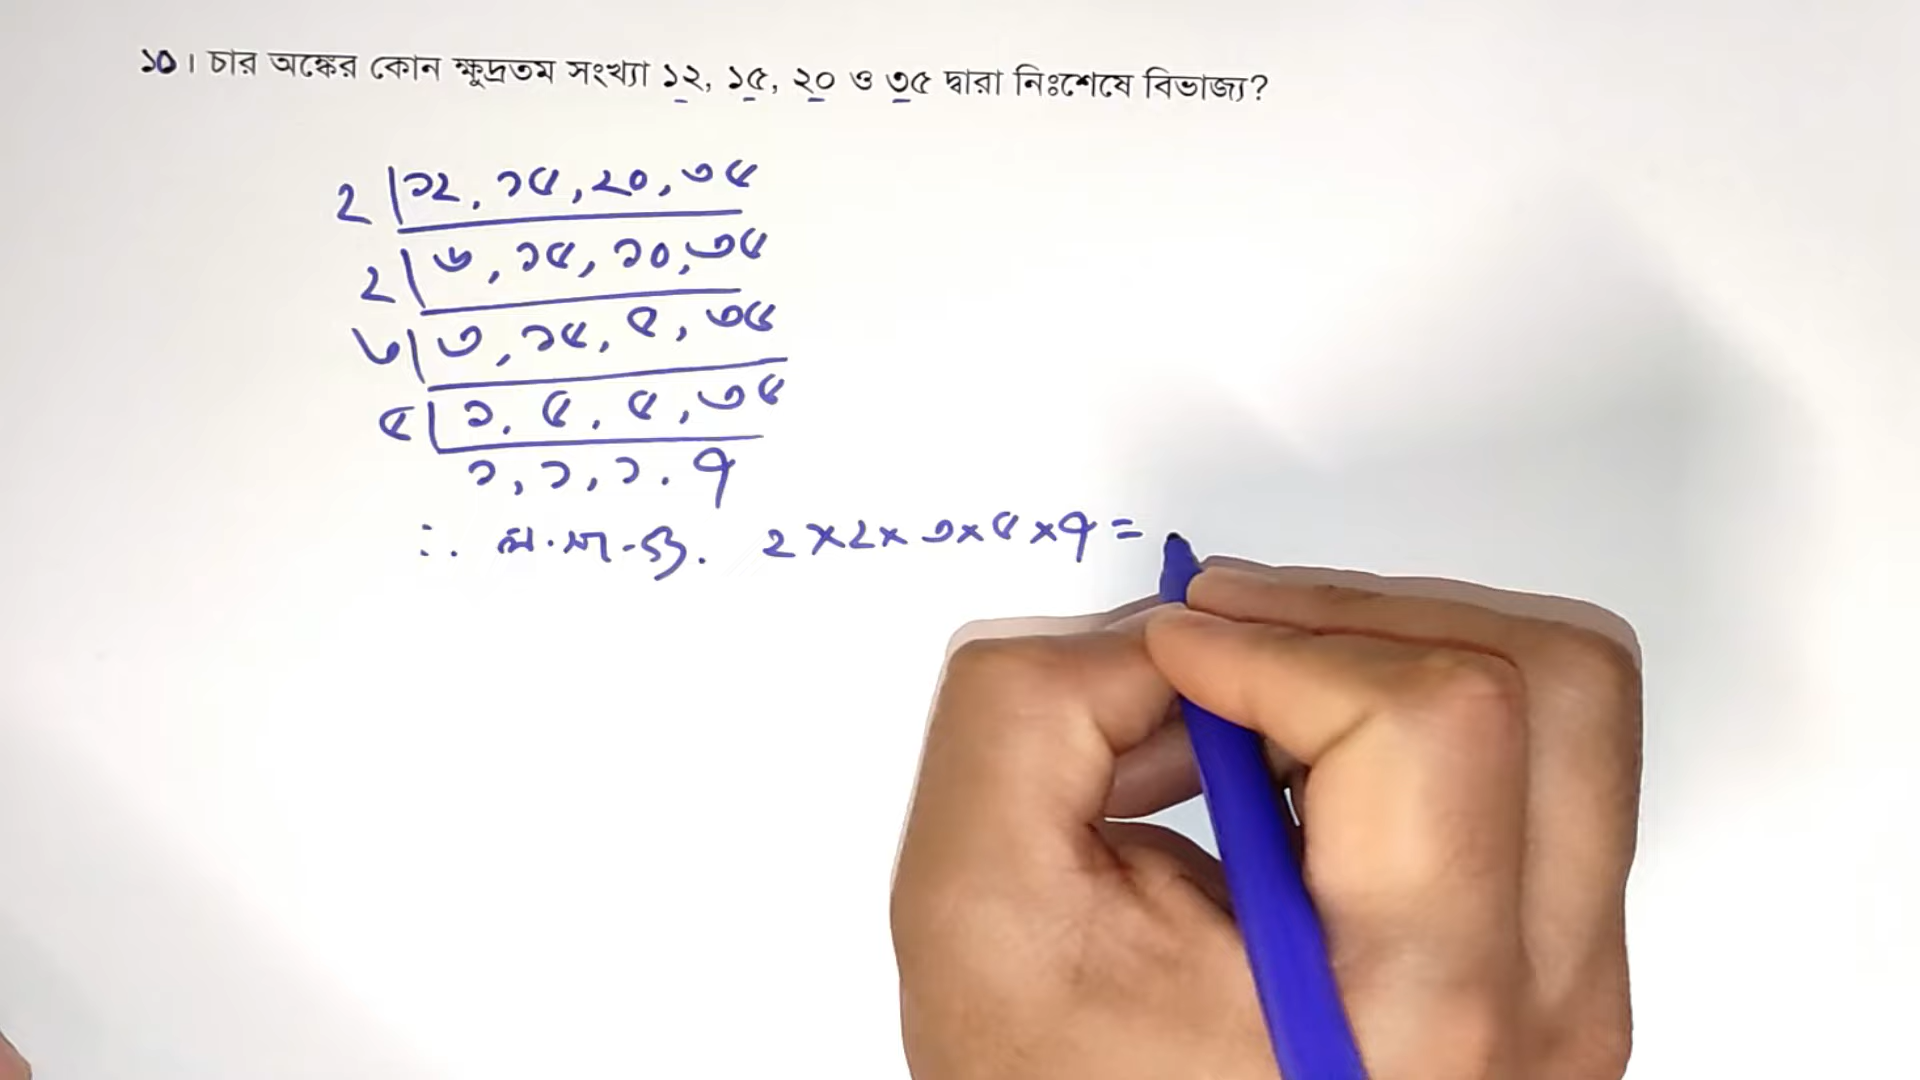 ১০। চার অঙ্কের কোন ক্ষুদ্রতম সংখ্যা ১২, ১৫, ২০ ও ৩৫ দ্বারা নিঃশেষে বিভাজ্য?
২ | ১২, ১৫, ২০, ৩৫
২ | ৬, ১৫, ১০, ৩৫
৩ | ৩, ১৫, ৫, ৩৫
৫ | ১, ৫, ৫, ৩৫
১, ১, ১, ৭
∴ ল.সা.গু. ২×২×৩×৫×৭=